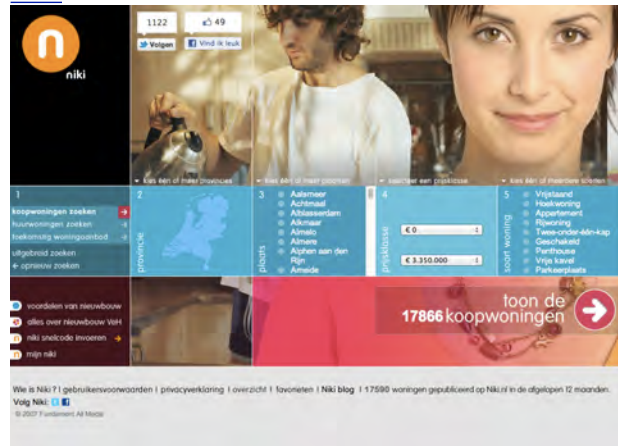 niki
1122
49
Volgen
Vind ik leuk
kies één of meer provincies
kies één of meer plaatsen
selecteer een prijsklasse
kies één of meerdere soorten
1
koopwoningen zoeken
huurwoningen zoeken
toekomstig woningaanbod
uitgebreid zoeken
← opnieuw zoeken
2
provincie
3
plaats
Aalsmeer
Achtmaal
Alblasserdam
Alkmaar
Almelo
Almere
Alphen aan den
Rijn
Arnside
4
prijsklasse
€ 0
€ 3.350.000
5
soort woning
Vrijstaand
Hoekwoning
Appartement
Rijwoning
Twee-onder-één-kap
Geschakeld
Penthouse
Vrije kavel
Parkeerplaats
voordelen van nieuwbouw
alles over nieuwbouw VeH
niki snelcode invoeren
mijn niki
toon de
17866 koopwoningen
Wie is Niki? | gebruikersvoorwaarden | privacyverklaring | overzicht | favorieten | Niki blog | 17590 woningen gepubliceerd op Niki.nl in de afgelopen 12 maanden.
Volg Niki:
© 2007 Fundament All Media